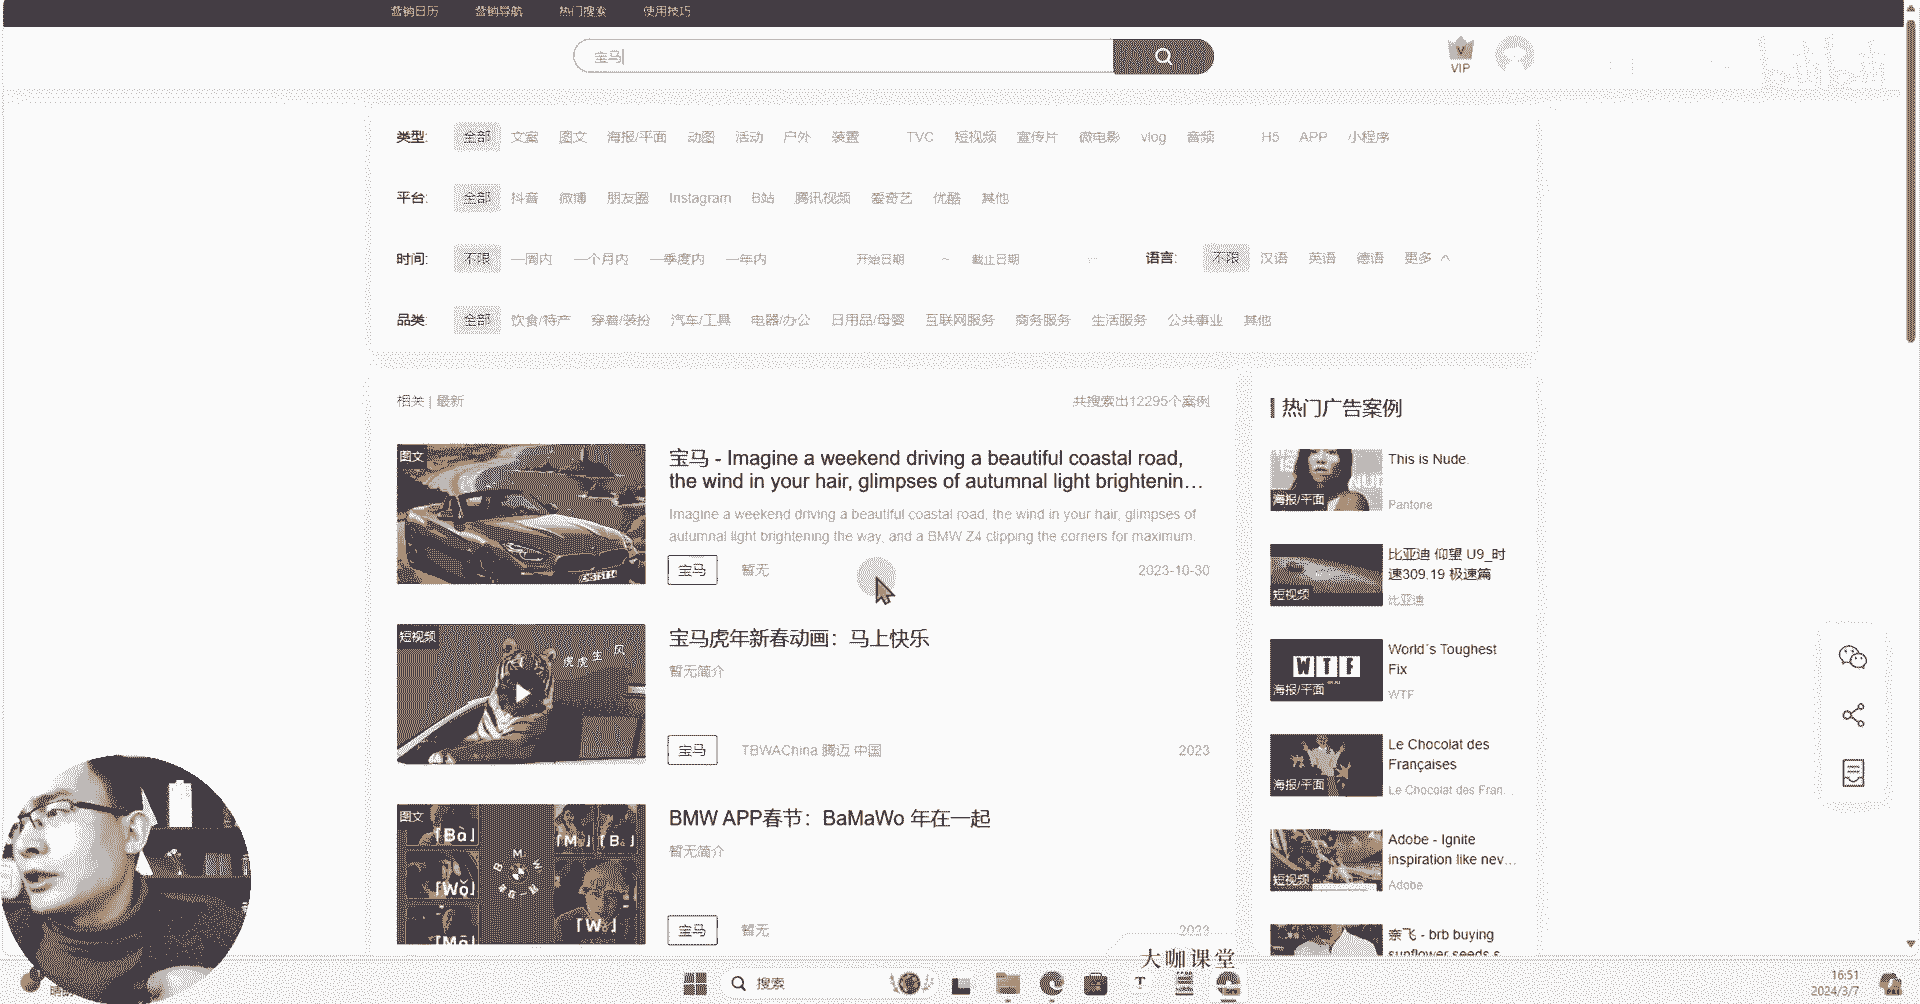 营销日历 营销导航 热门搜索 使用技巧
宝马
VIP
类型: 全部 文案 图文 海报/平面 动图 活动 户外 装置 TVC 短视频 宣传片 微电影 vlog 音频 H5 APP 小程序
平台: 全部 抖音 微博 朋友圈 Instagram B站 腾讯视频 爱奇艺 优酷 其他
时间: 不限 一周内 一个月内 一季度内 一年内 开始日期 ~ 截止日期 语言: 不限 汉语 英语 德语 更多
品类: 全部 饮食/特产 穿着/装扮 汽车/工具 电器/办公 日用品/母婴 互联网服务 商务服务 生活服务 公共事业 其他
相关 | 最新 共搜索出12295个案例
图文
宝马 - Imagine a weekend driving a beautiful coastal road,
the wind in your hair, glimpses of autumnal light brightenin...
Imagine a weekend driving a beautiful coastal road, the wind in your hair, glimpses of
autumnal light brightening the way, and a BMW Z4 clipping the corners for maximum.
宝马 暂无 2023-10-30
短视频
虎虎生风
宝马虎年新春动画：马上快乐
暂无简介
宝马 TBWAChina 腾迈 中国 2023
图文
「Bà」
「M」「B」
「Wǒ」
「W」
BMW APP春节：BaMaWo 年在一起
暂无简介
宝马 暂无 2023
热门广告案例
海报/平面
This is Nude.
Pantone
短视频
比亚迪 仰望 U9_时
速309.19 极速篇
比亚迪
WTF
海报/平面
World´s Toughest
Fix
WTF
海报/平面
Le Chocolat des
Françaises
Le Chocolat des Fran...
短视频
Adobe - Ignite
inspiration like nev...
Adobe
奈飞 - brb buying
sunflower seeds s
大咖课堂
搜索
16:51
2024/3/7